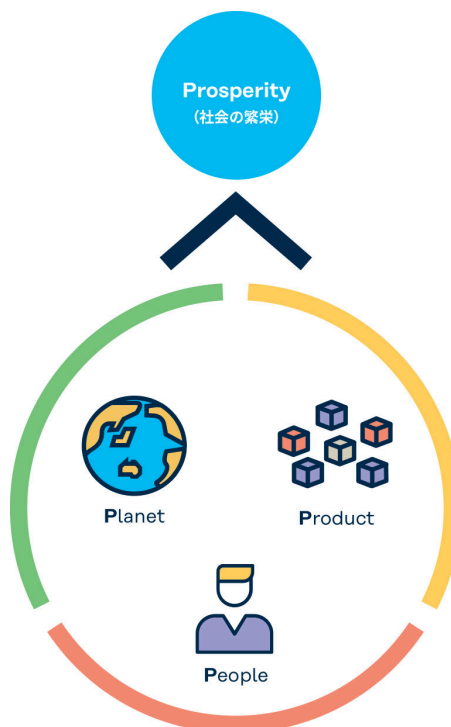 Prosperity
（社会の繁栄）
Planet
Product
People